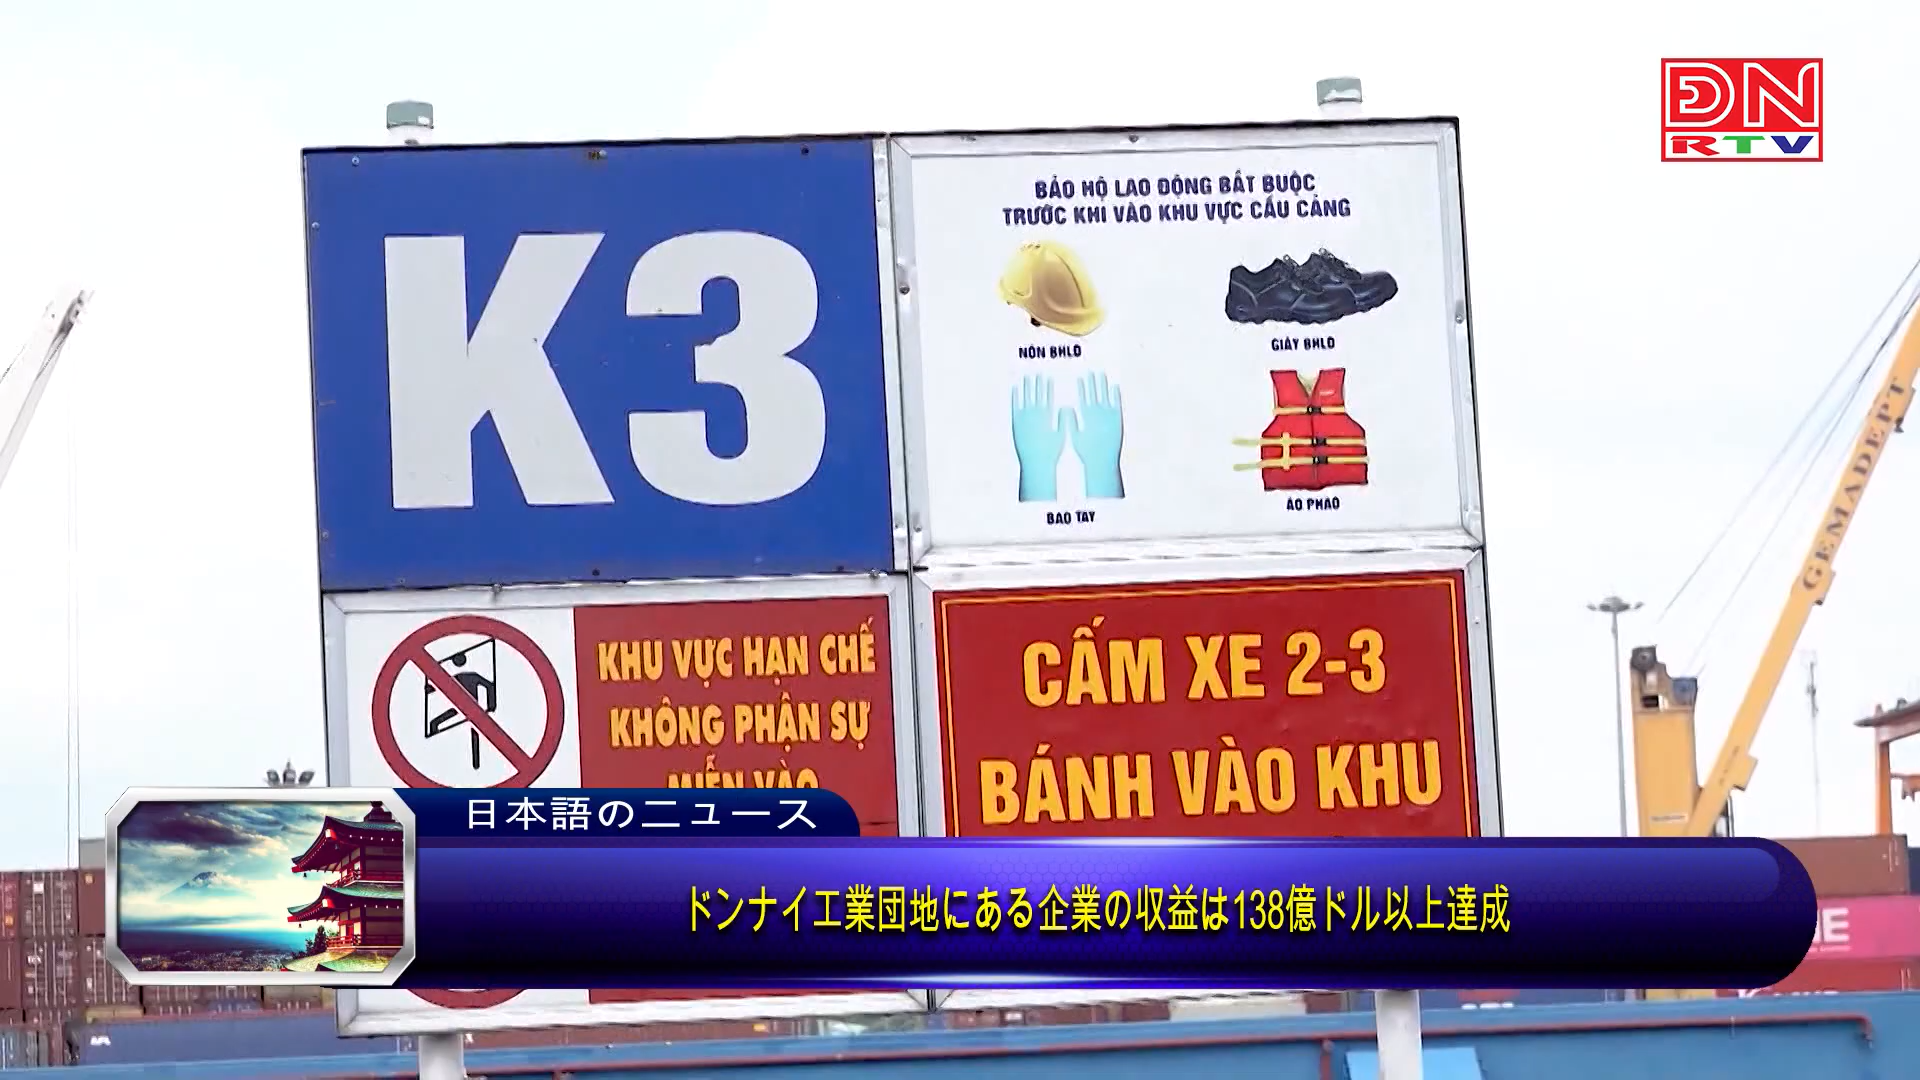 DN
RTV
K3
BẢO HỘ LAO ĐỘNG BẮT BUỘC
TRƯỚC KHI VÀO KHU VỰC CẦU CẢNG
NÓN BHLĐ
GIÀY BHLĐ
BAO TAY
ÁO PHAO
KHU VỰC HẠN CHẾ
KHÔNG PHẬN SỰ
MIỄN VÀO
CẤM XE 2-3
BÁNH VÀO KHU
GEMADEPT
日本語のニュース
ドンナイ工業団地にある企業の収益は138億ドル以上達成